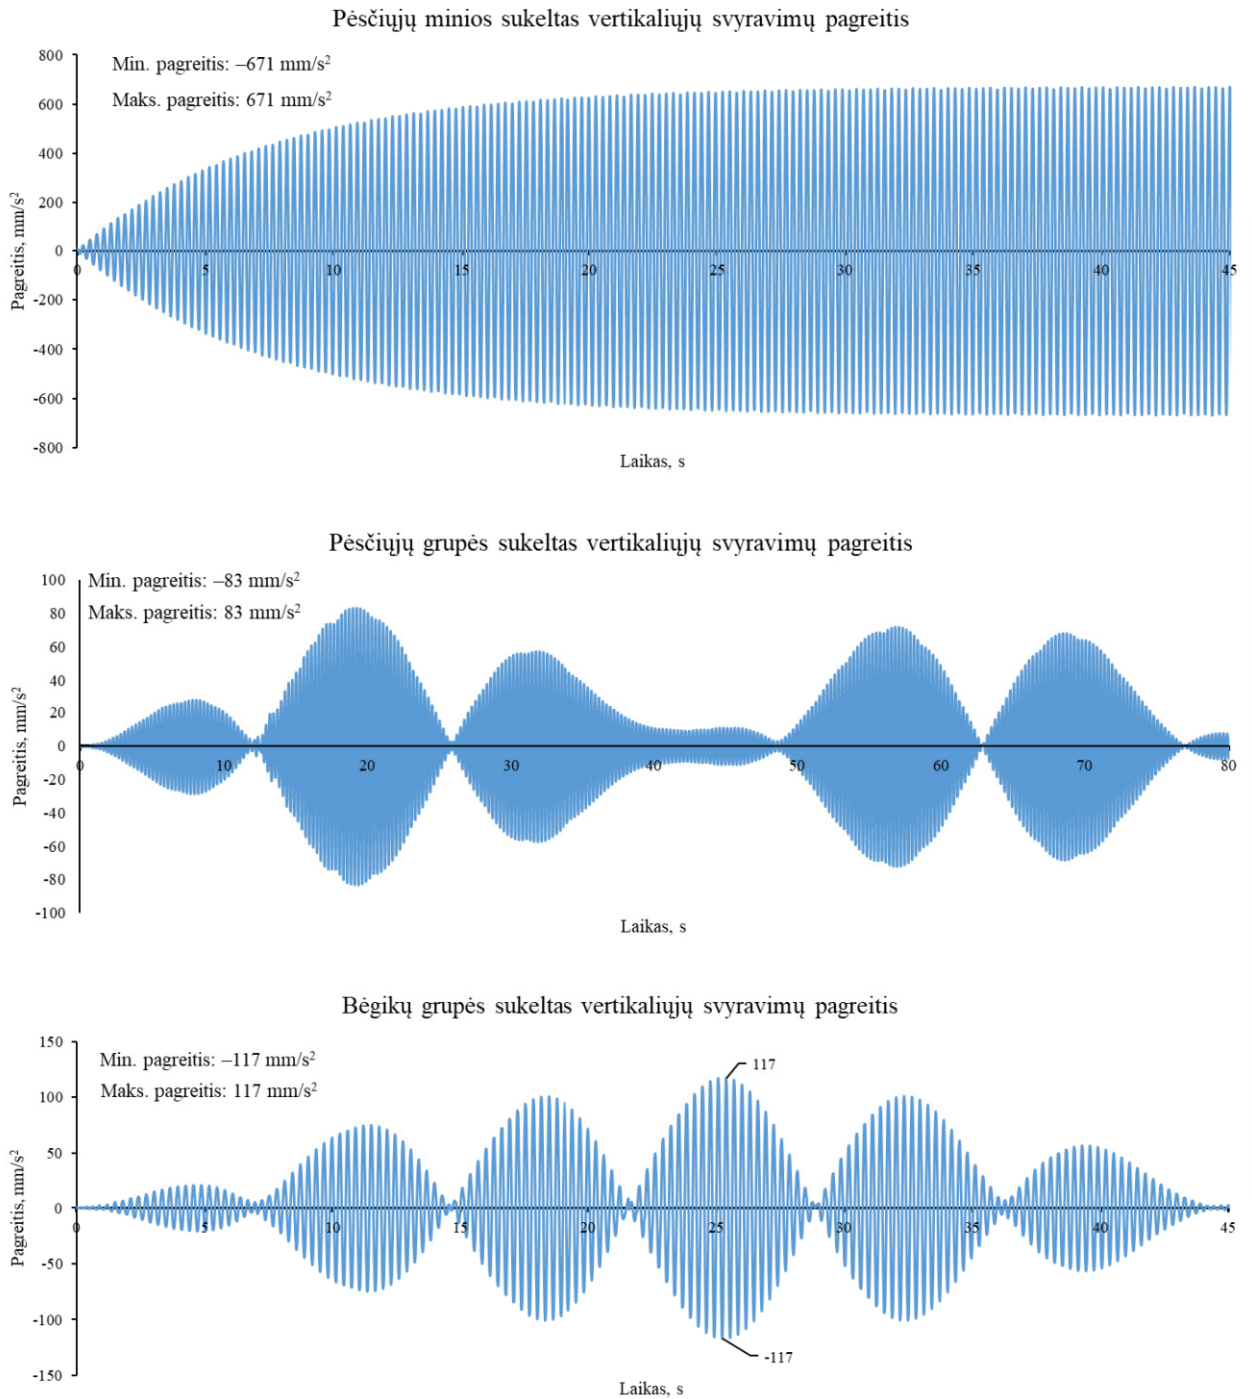 Pėsčiųjų minios sukeltas vertikaliųjų svyravimų pagreitis
Min. pagreitis: –671 mm/s²
Maks. pagreitis: 671 mm/s²
Pagreitis, mm/s²
800
600
400
200
0
-200
-400
-600
-800
0 5 10 15 20 25 30 35 40 45
Laikas, s
Pėsčiųjų grupės sukeltas vertikaliųjų svyravimų pagreitis
Min. pagreitis: –83 mm/s²
Maks. pagreitis: 83 mm/s²
Pagreitis, mm/s²
100
80
60
40
20
0
-20
-40
-60
-80
-100
0 10 20 30 40 50 60 70 80
Laikas, s
Bėgikų grupės sukeltas vertikaliųjų svyravimų pagreitis
Min. pagreitis: –117 mm/s²
Maks. pagreitis: 117 mm/s²
Pagreitis, mm/s²
150
100
50
0
-50
-100
-150
117
0 5 10 15 20 25 30 35 40 45
-117
Laikas, s